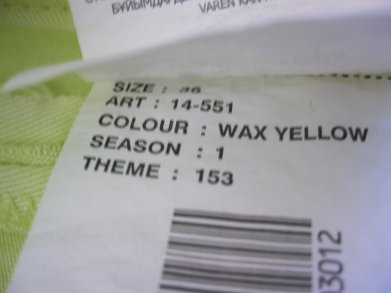 SIZE : 36
ART : 14-551
COLOUR : WAX YELLOW
SEASON : 1
THEME : 153
3012